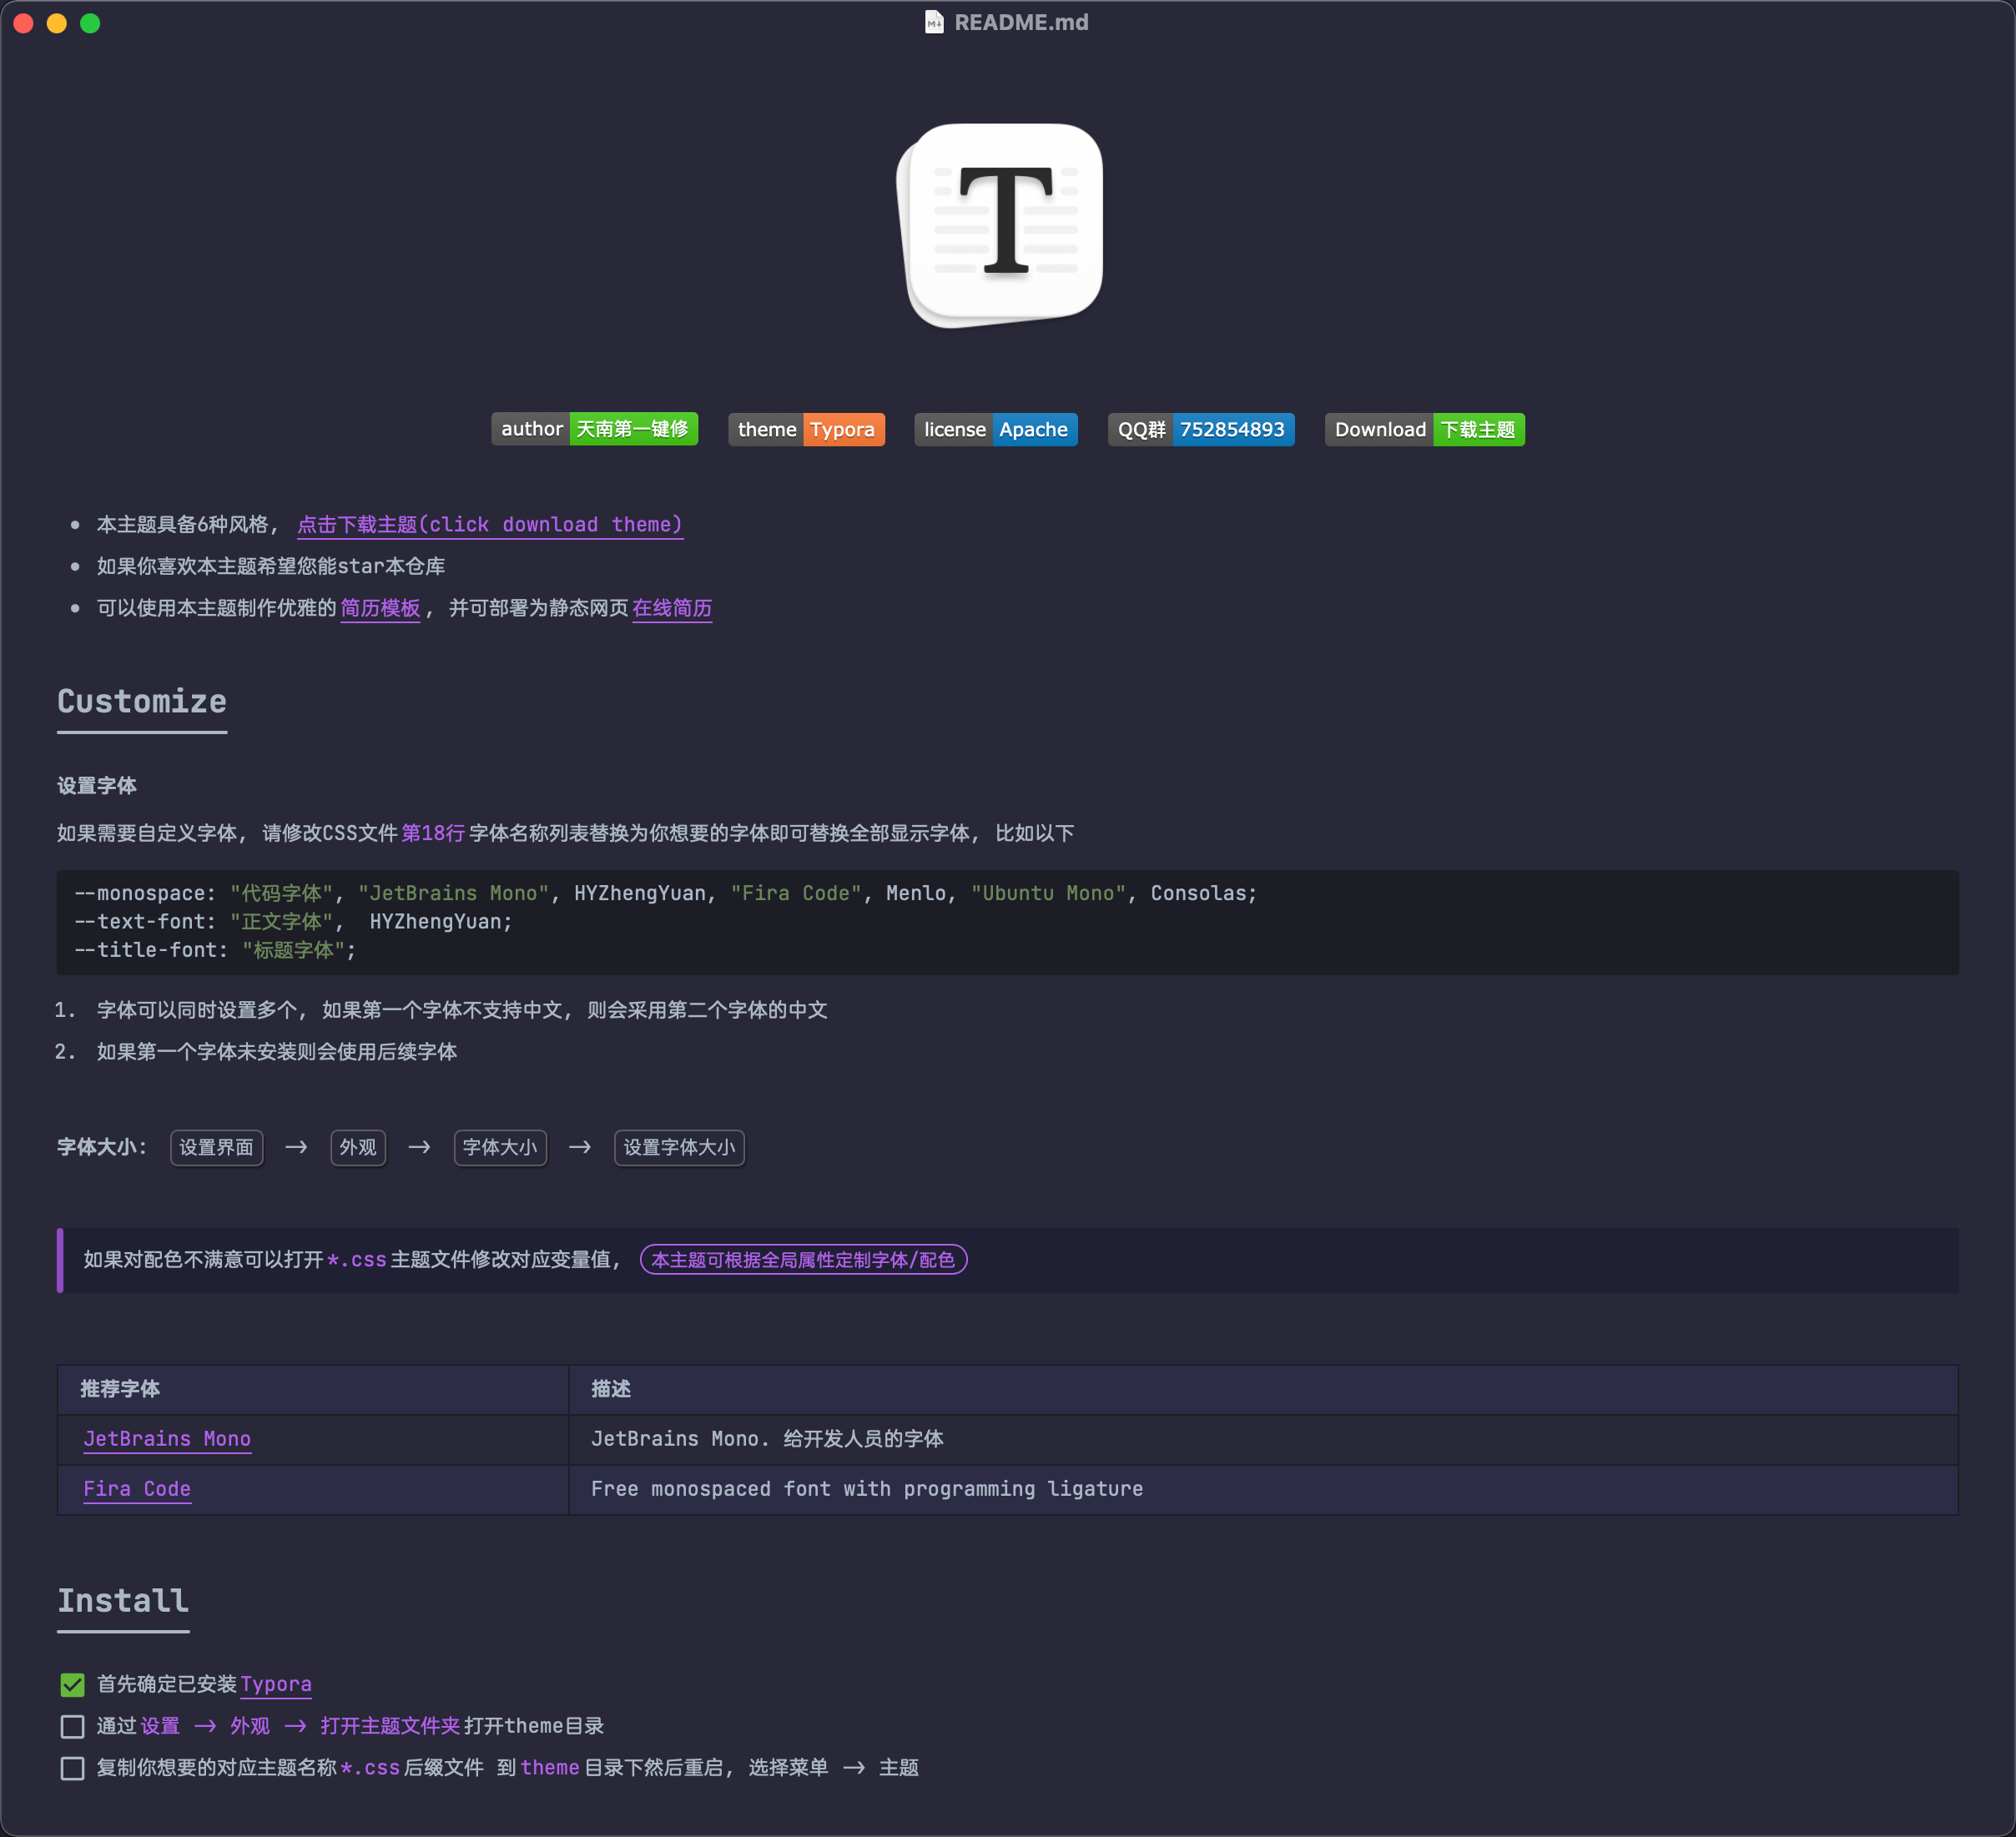 README.md
T
author 天南第一键修 theme Typora license Apache QQ群 752854893 Download 下载主题
本主题具备6种风格, 点击下载主题(click download theme)
如果你喜欢本主题希望您能star本仓库
可以使用本主题制作优雅的简历模板, 并可部署为静态网页在线简历
Customize
设置字体
如果需要自定义字体, 请修改CSS文件第18行字体名称列表替换为你想要的字体即可替换全部显示字体, 比如以下
--monospace: "代码字体", "JetBrains Mono", HYZhengYuan, "Fira Code", Menlo, "Ubuntu Mono", Consolas;
--text-font: "正文字体",  HYZhengYuan;
--title-font: "标题字体";
1. 字体可以同时设置多个, 如果第一个字体不支持中文, 则会采用第二个字体的中文
2. 如果第一个字体未安装则会使用后续字体
字体大小: 设置界面 → 外观 → 字体大小 → 设置字体大小
如果对配色不满意可以打开*.css主题文件修改对应变量值, 本主题可根据全局属性定制字体/配色
推荐字体 描述
JetBrains Mono JetBrains Mono. 给开发人员的字体
Fira Code Free monospaced font with programming ligature
Install
首先确定已安装Typora
通过设置 → 外观 → 打开主题文件夹打开theme目录
复制你想要的对应主题名称*.css后缀文件 到theme目录下然后重启, 选择菜单 → 主题